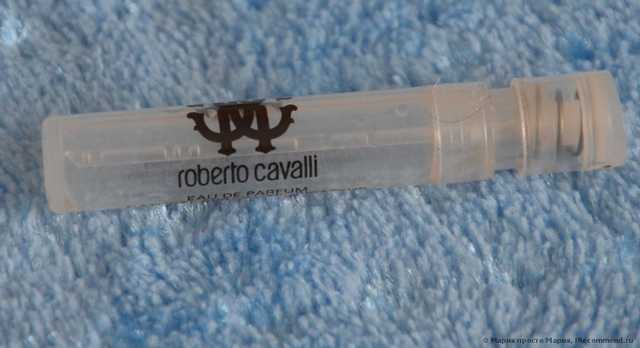 roberto cavalli
EAU DE PARFUM
© Мария просто Мария, IRecommend.ru